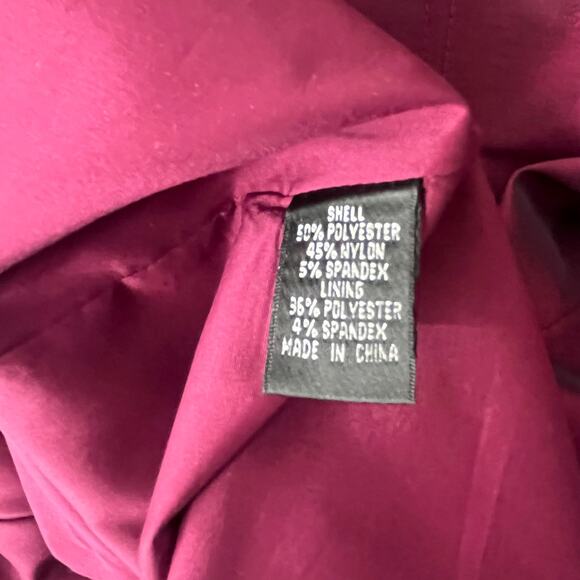 SHELL
50% POLYESTER
45% NYLON
5% SPANDEX
LINING
96% POLYESTER
4% SPANDEX
MADE IN CHINA